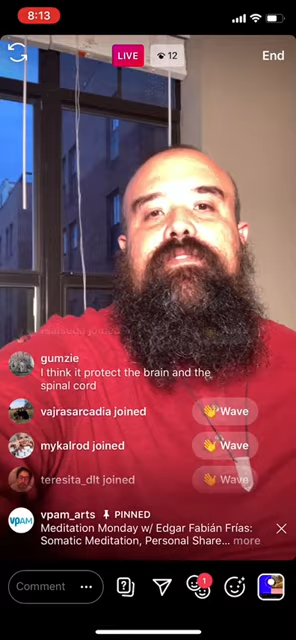 8:13
LIVE 12 End
gumzie
I think it protect the brain and the
spinal cord
vajrasarcadia joined
Wave
mykalrod joined
Wave
teresita_dlt joined
Wave
vpam_arts PINNED
Meditation Monday w/ Edgar Fabián Frías:
Somatic Meditation, Personal Share... more
VPAM
Comment
1